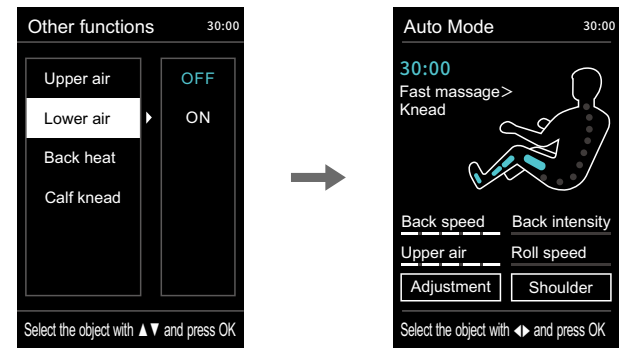 Other functions 30:00
Upper air OFF
Lower air ON
Back heat
Calf knead
Select the object with ▲▼ and press OK
Auto Mode 30:00
30:00
Fast massage>
Knead
Back speed Back intensity
Upper air Roll speed
Adjustment Shoulder
Select the object with ◀▶ and press OK